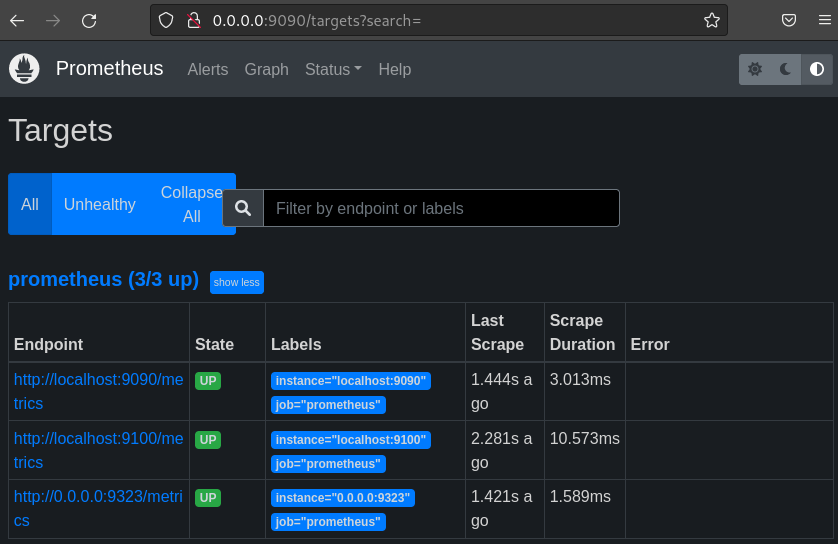 0.0.0.0:9090/targets?search=
Prometheus Alerts Graph Status Help
Targets
All Unhealthy Collapse All
Filter by endpoint or labels
prometheus (3/3 up) show less
Endpoint State Labels Last Scrape Scrape Duration Error
http://localhost:9090/metrics UP instance="localhost:9090" job="prometheus" 1.444s ago 3.013ms
http://localhost:9100/metrics UP instance="localhost:9100" job="prometheus" 2.281s ago 10.573ms
http://0.0.0.0:9323/metrics UP instance="0.0.0.0:9323" job="prometheus" 1.421s ago 1.589ms